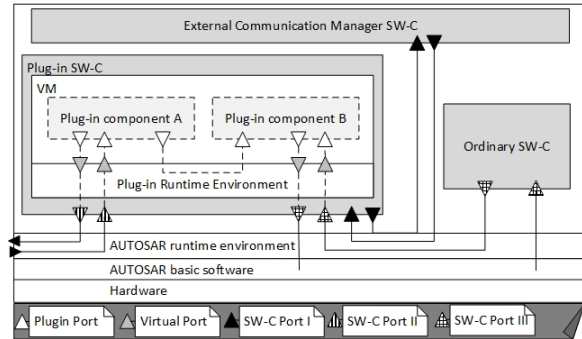 External Communication Manager SW-C
Plug-in SW-C
VM
Plug-in component A
Plug-in component B
Ordinary SW-C
Plug-in Runtime Environment
AUTOSAR runtime environment
AUTOSAR basic software
Hardware
Plugin Port
Virtual Port
SW-C Port I
SW-C Port II
SW-C Port III